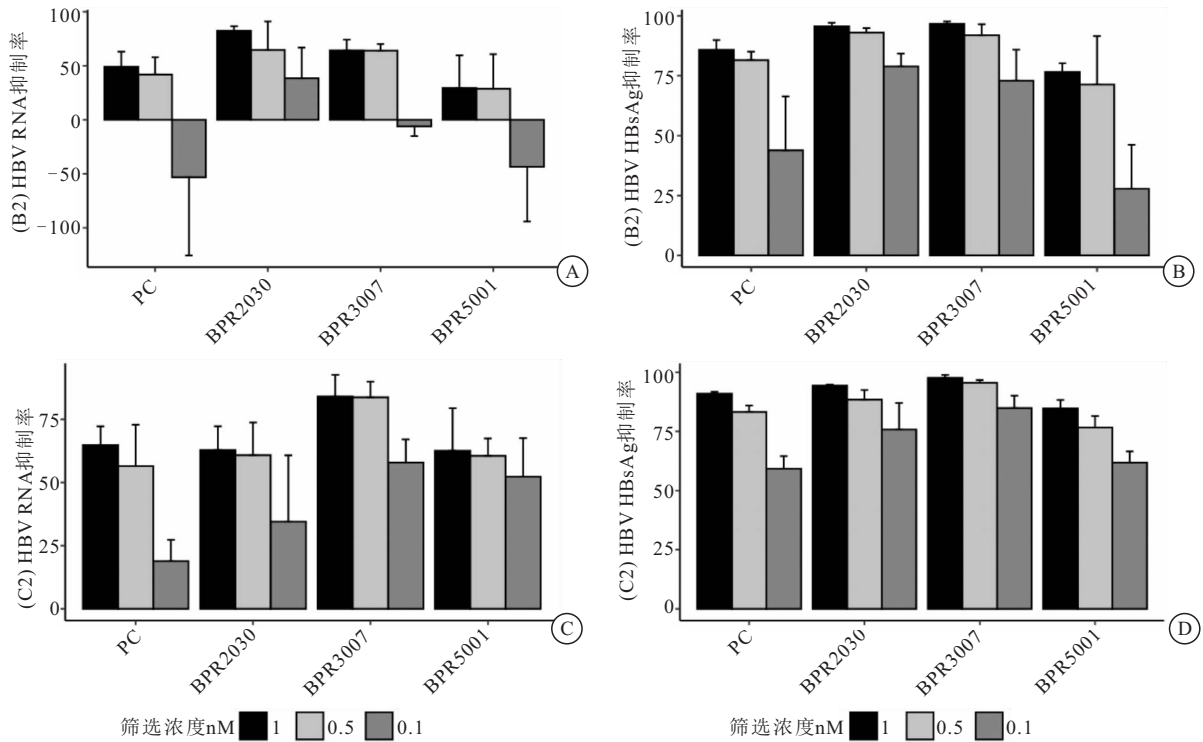 (B2) HBV RNA抑制率
100
50
0
−50
−100
PC
BPR2030
BPR3007
BPR5001
A
(B2) HBV HBsAg抑制率
100
75
50
25
0
PC
BPR2030
BPR3007
BPR5001
B
(C2) HBV RNA抑制率
75
50
25
0
PC
BPR2030
BPR3007
BPR5001
C
(C2) HBV HBsAg抑制率
100
75
50
25
0
PC
BPR2030
BPR3007
BPR5001
D
筛选浓度nM 1 0.5 0.1
筛选浓度nM 1 0.5 0.1